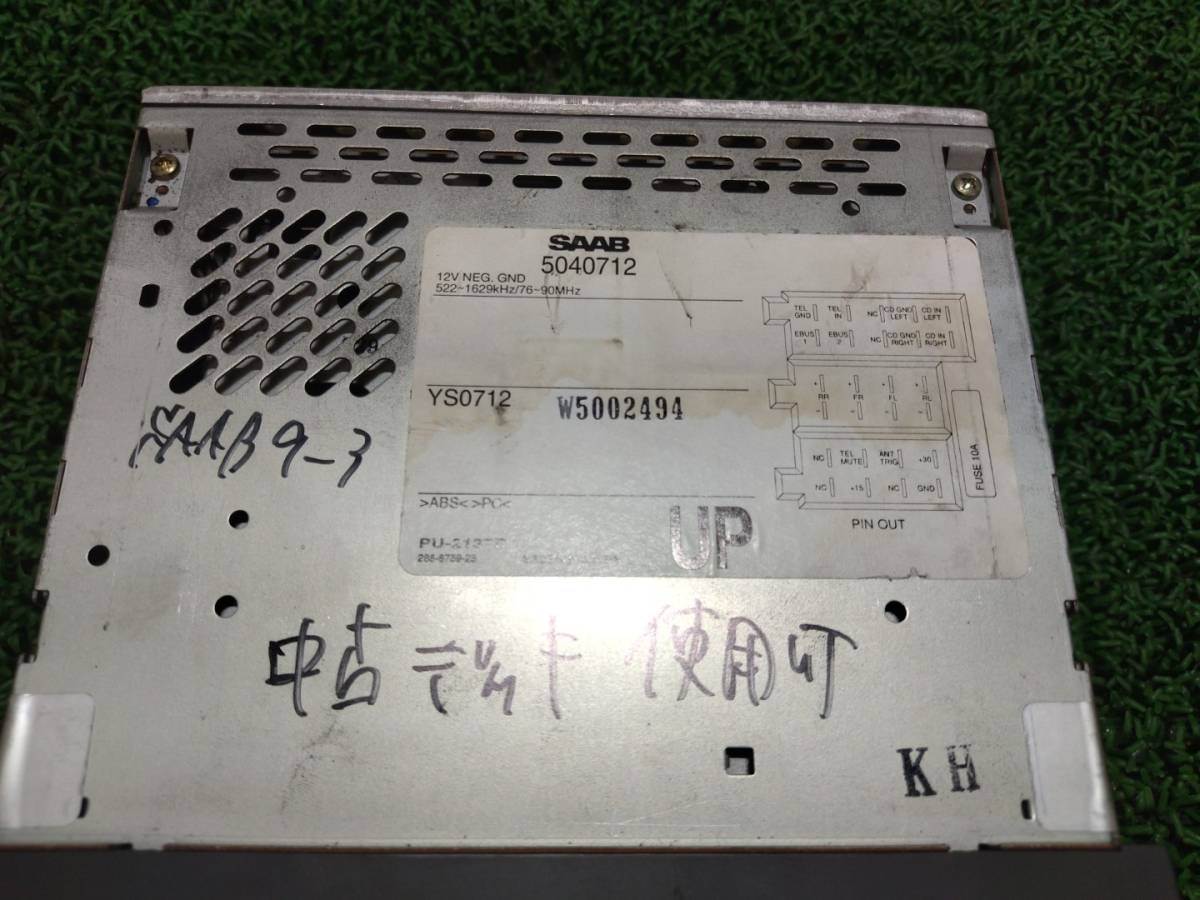 SAAB
5040712
12V NEG. GND
522~1629kHz/76~90MHz
YS0712
W5002494
>ABS< >PC<
UP
TEL GND
TEL IN
NC
CD GND LEFT
CD IN LEFT
EBUS 1
EBUS 2
NC
CD GND RIGHT
CD IN RIGHT
+ + + +
RR FR FL RL
- - - -
NC
TEL MUTE
ANT TRIG
+30
NC
+15
NC
GND
FUSE 10A
PIN OUT
SAAB 9-3
中古
使用可
KH